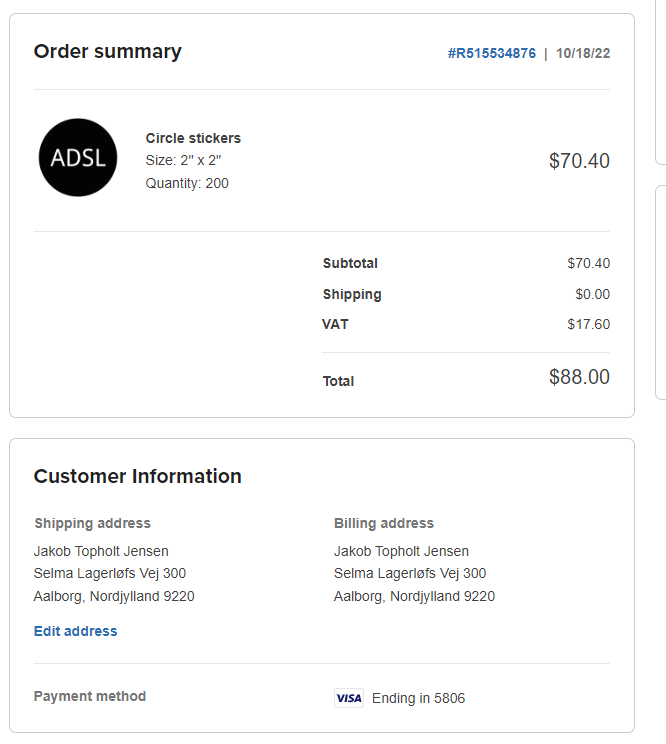 Order summary
#R515534876 | 10/18/22
ADSL
Circle stickers
Size: 2" x 2"
Quantity: 200
$70.40
Subtotal $70.40
Shipping $0.00
VAT $17.60
Total $88.00
Customer Information
Shipping address
Jakob Topholt Jensen
Selma Lagerløfs Vej 300
Aalborg, Nordjylland 9220
Edit address
Billing address
Jakob Topholt Jensen
Selma Lagerløfs Vej 300
Aalborg, Nordjylland 9220
Payment method
VISA Ending in 5806